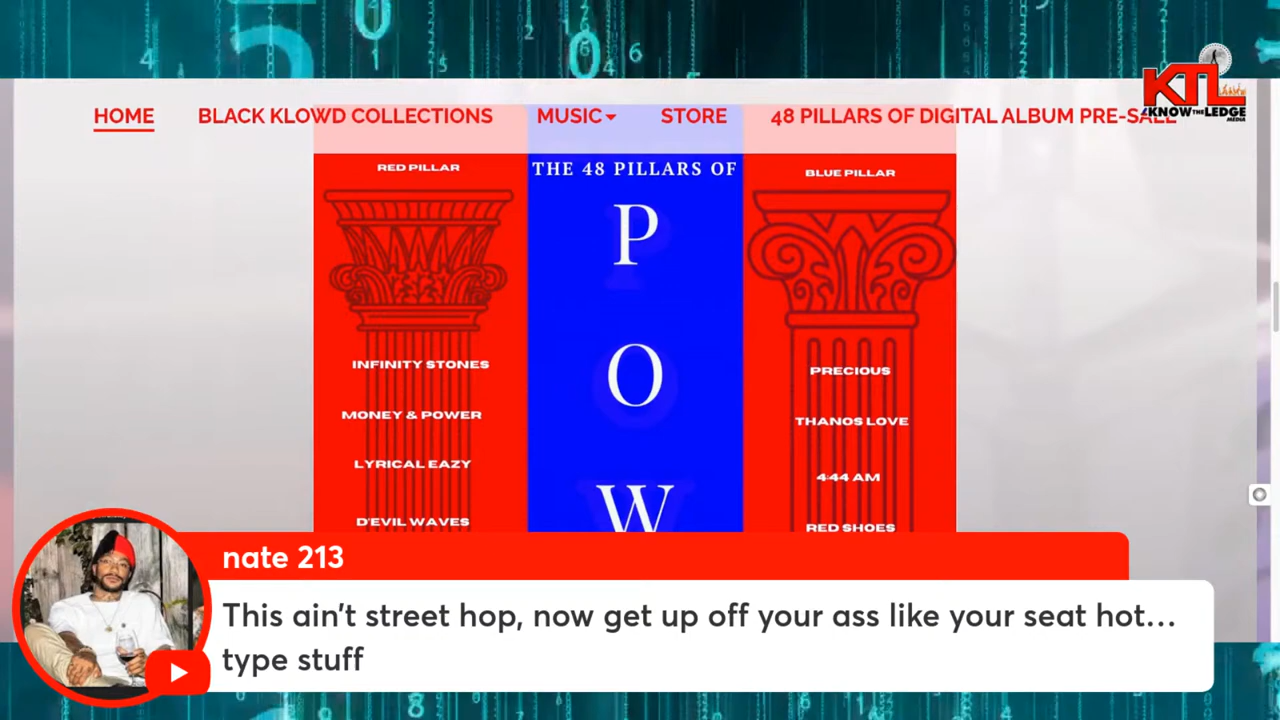 HOME BLACK KLOWD COLLECTIONS MUSIC STORE 48 PILLARS OF DIGITAL ALBUM PRE-SALE
KTL
KNOW THE LEDGE
MEDIA
RED PILLAR
INFINITY STONES
MONEY & POWER
LYRICAL EAZY
D'EVIL WAVES
THE 48 PILLARS OF
P
O
W
BLUE PILLAR
PRECIOUS
THANOS LOVE
4:44 AM
RED SHOES
nate 213
This ain't street hop, now get up off your ass like your seat hot...
type stuff